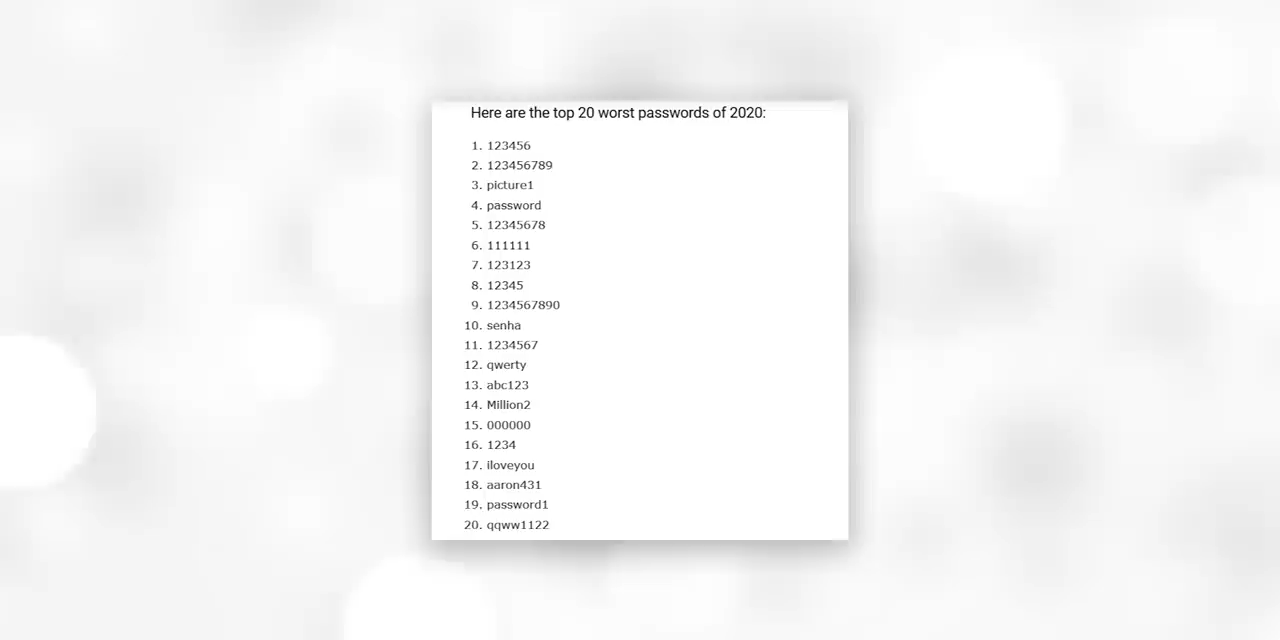 Here are the top 20 worst passwords of 2020:
1. 123456
2. 123456789
3. picture1
4. password
5. 12345678
6. 111111
7. 123123
8. 12345
9. 1234567890
10. senha
11. 1234567
12. qwerty
13. abc123
14. Million2
15. 000000
16. 1234
17. iloveyou
18. aaron431
19. password1
20. qqww1122